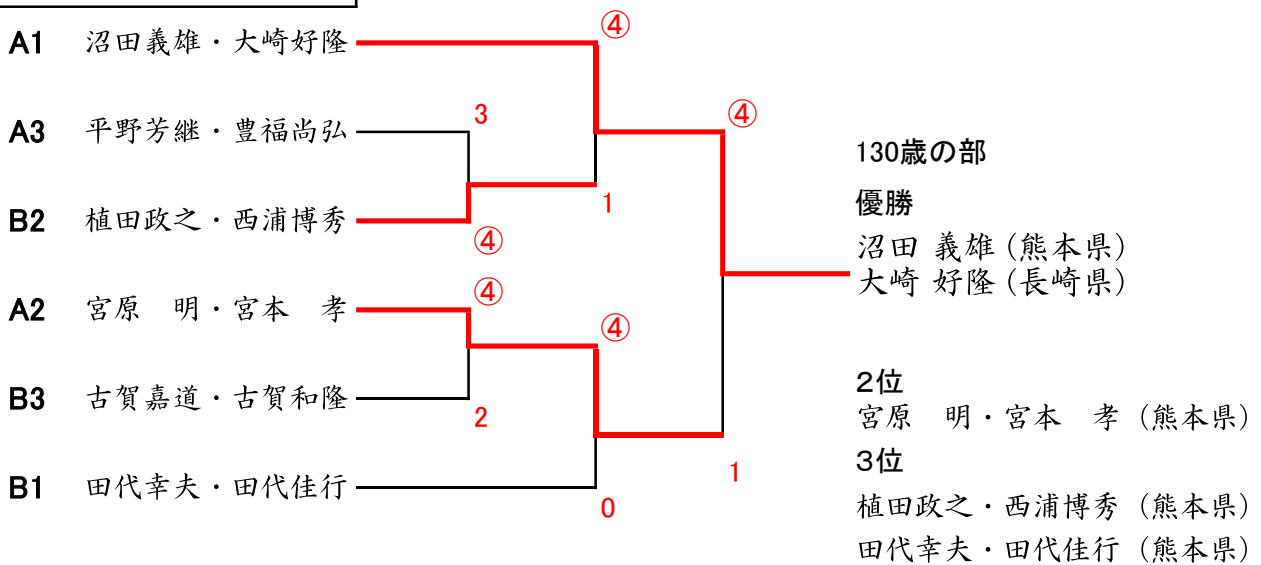 ④
A1 沼田義雄・大崎好隆
3
④
A3 平野芳継・豊福尚弘
130歳の部
優勝
1
B2 植田政之・西浦博秀
④
沼田 義雄（熊本県）
大崎 好隆（長崎県）
④
A2 宮原　明・宮本　孝
④
2位
B3 古賀嘉道・古賀和隆
2
宮原　明・宮本　孝（熊本県）
3位
1
B1 田代幸夫・田代佳行
0
植田政之・西浦博秀（熊本県）
田代幸夫・田代佳行（熊本県）